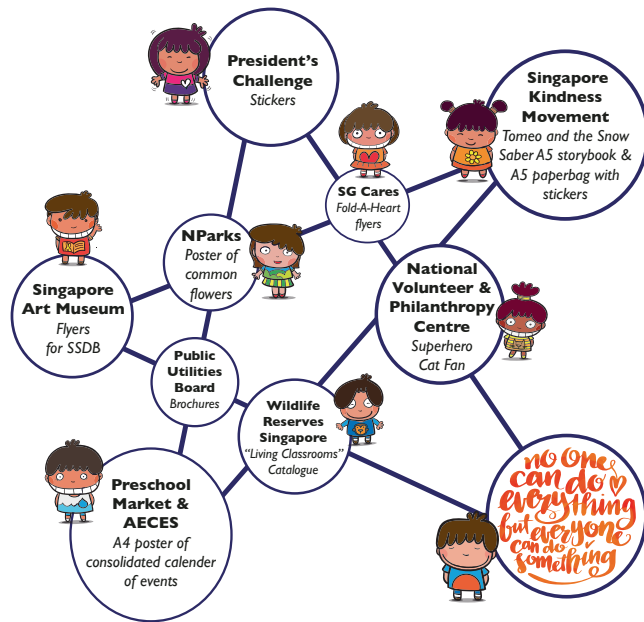 President’s
Challenge
Stickers
Singapore
Kindness
Movement
Tomeo and the Snow
Saber A5 storybook &
A5 paperbag with
stickers
SG Cares
Fold-A-Heart
flyers
NParks
Poster of
common
flowers
Singapore
Art Museum
Flyers
for SSDB
National
Volunteer &
Philanthropy
Centre
Superhero
Cat Fan
Public
Utilities
Board
Brochures
Wildlife
Reserves
Singapore
“Living Classrooms”
Catalogue
Preschool
Market &
AECES
A4 poster of
consolidated calender
of events
no one
can do
everything
but everyone
can do
something